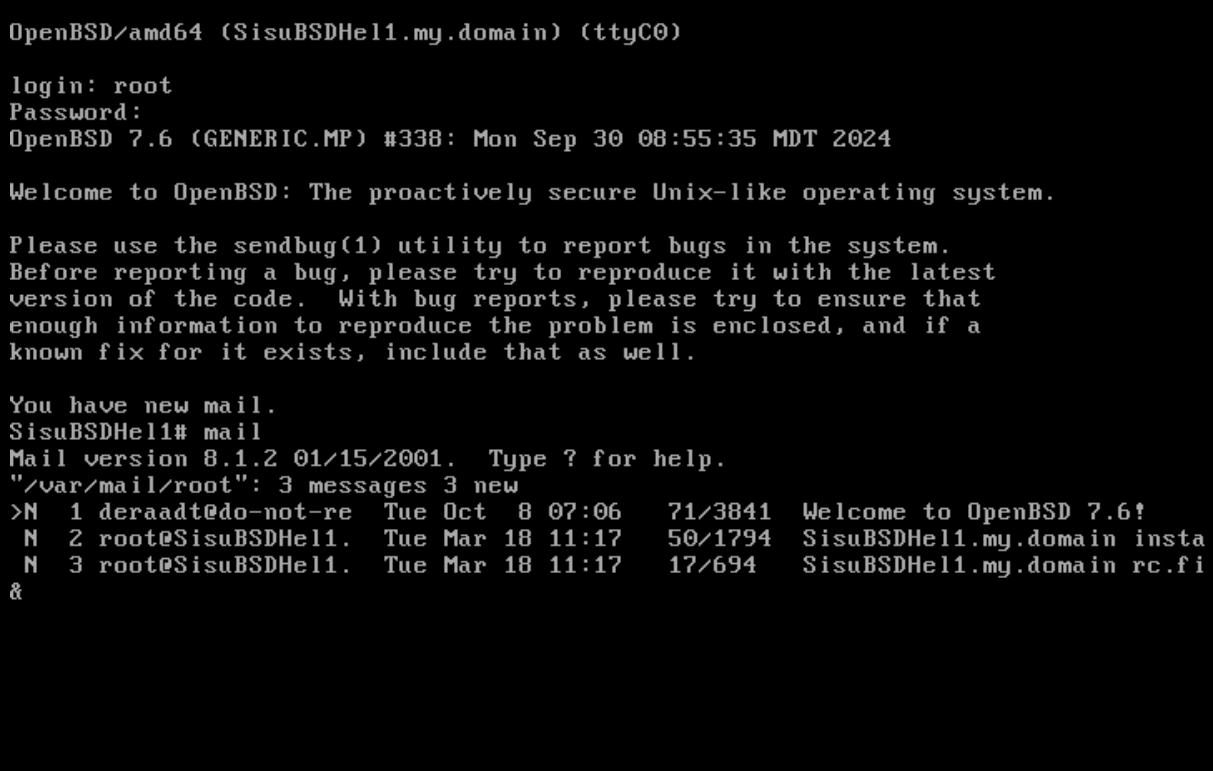 OpenBSD/amd64 (SisuBSDHel1.my.domain) (ttyC0)
login: root
Password:
OpenBSD 7.6 (GENERIC.MP) #338: Mon Sep 30 08:55:35 MDT 2024
Welcome to OpenBSD: The proactively secure Unix-like operating system.
Please use the sendbug(1) utility to report bugs in the system.
Before reporting a bug, please try to reproduce it with the latest
version of the code.  With bug reports, please try to ensure that
enough information to reproduce the problem is enclosed, and if a
known fix for it exists, include that as well.
You have new mail.
SisuBSDHel1# mail
Mail version 8.1.2 01/15/2001.  Type ? for help.
"/var/mail/root": 3 messages 3 new
>N  1 deraadt@do-not-re  Tue Oct  8 07:06   71/3841  Welcome to OpenBSD 7.6!
 N  2 root@SisuBSDHel1.  Tue Mar 18 11:17   50/1794  SisuBSDHel1.my.domain insta
 N  3 root@SisuBSDHel1.  Tue Mar 18 11:17   17/694   SisuBSDHel1.my.domain rc.fi
&